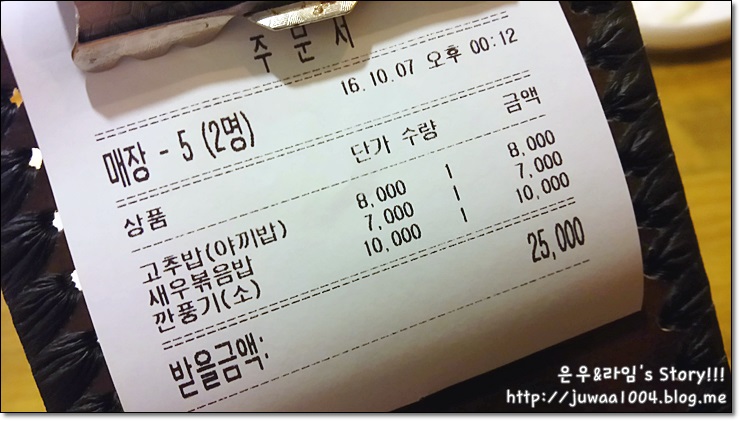 주 문 서
16.10.07 오후 00:12
매장 - 5 (2명)
상품 단가 수량 금액
고추밥(야끼밥) 8,000 1 8,000
새우볶음밥 7,000 1 7,000
깐풍기(소) 10,000 1 10,000
25,000
받을금액:
은우&라임's Story!!!
http://juwaa1004.blog.me